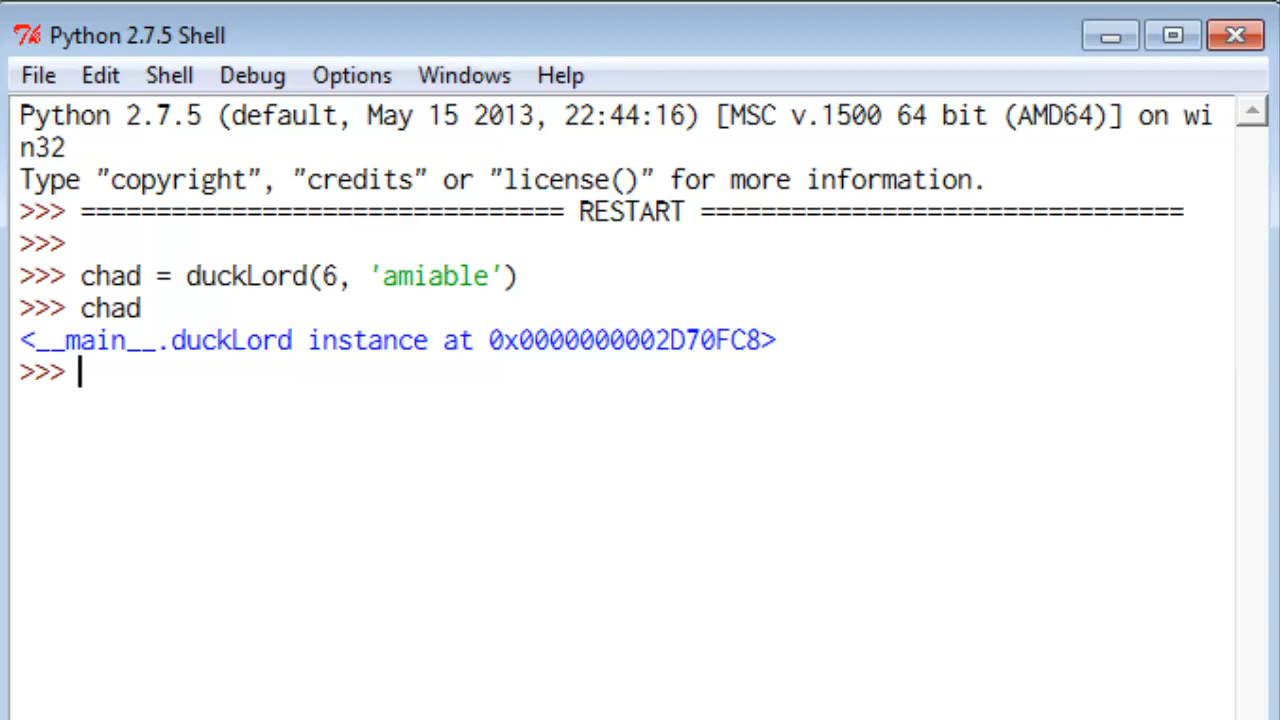 Python 2.7.5 Shell
File Edit Shell Debug Options Windows Help
Python 2.7.5 (default, May 15 2013, 22:44:16) [MSC v.1500 64 bit (AMD64)] on wi
n32
Type "copyright", "credits" or "license()" for more information.
>>> ================================ RESTART ================================
>>>
>>> chad = duckLord(6, 'amiable')
>>> chad
<__main__.duckLord instance at 0x0000000002D70FC8>
>>>